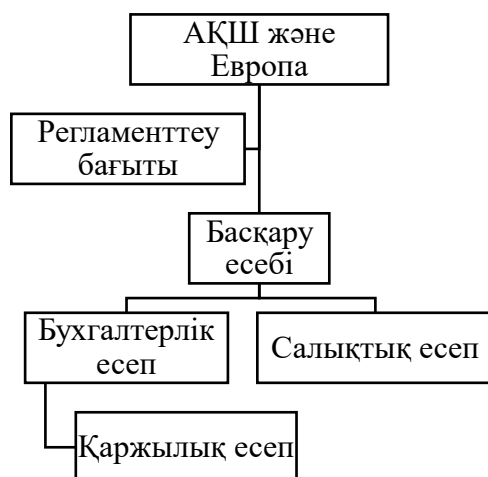 АҚШ және
Европа
Регламенттеу
бағыты
Басқару
есебі
Бухгалтерлік
есеп
Салықтық есеп
Қаржылық есеп